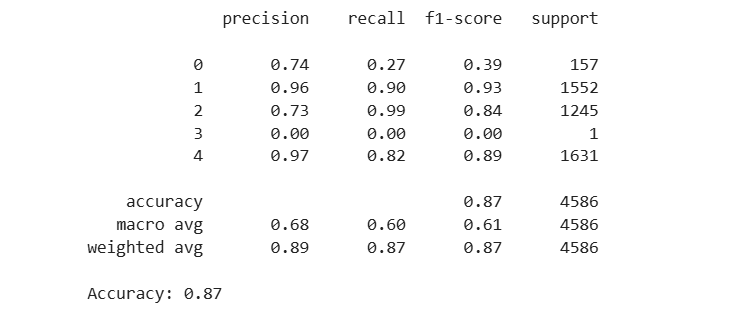 precision recall f1-score support
0 0.74 0.27 0.39 157
1 0.96 0.90 0.93 1552
2 0.73 0.99 0.84 1245
3 0.00 0.00 0.00 1
4 0.97 0.82 0.89 1631
accuracy 0.87 4586
macro avg 0.68 0.60 0.61 4586
weighted avg 0.89 0.87 0.87 4586
Accuracy: 0.87